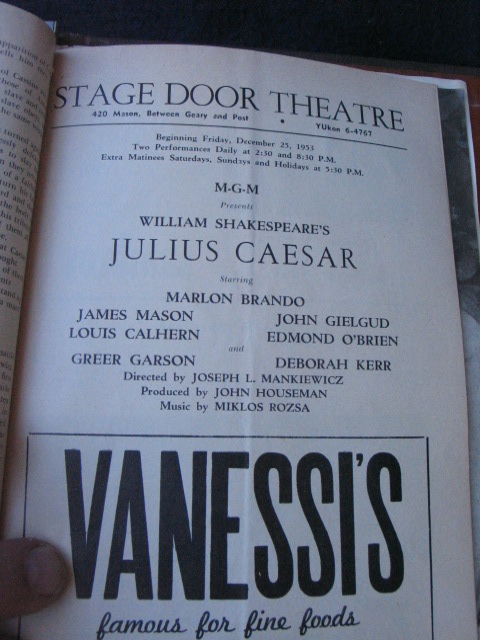 STAGE DOOR THEATRE
420 Mason, Between Geary and Post • YUkon 6-4767
Beginning Friday, December 25, 1953
Two Performances Daily at 2:30 and 8:30 P.M.
Extra Matinees Saturdays, Sundays and Holidays at 5:30 P.M.
M-G-M
Presents
WILLIAM SHAKESPEARE'S
JULIUS CAESAR
Starring
MARLON BRANDO
JAMES MASON JOHN GIELGUD
LOUIS CALHERN EDMOND O'BRIEN
and
GREER GARSON DEBORAH KERR
Directed by JOSEPH L. MANKIEWICZ
Produced by JOHN HOUSEMAN
Music by MIKLOS ROZSA
VANESSI'S
famous for fine foods